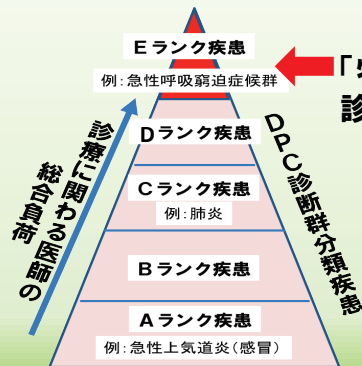 Eランク疾患
例:急性呼吸窮迫症候群
診
Dランク疾患
Cランク疾患
例:肺炎
Bランク疾患
Aランク疾患
例:急性上気道炎(感冒)
診療に関わる医師の
総合負荷
DPC診断群分類疾患